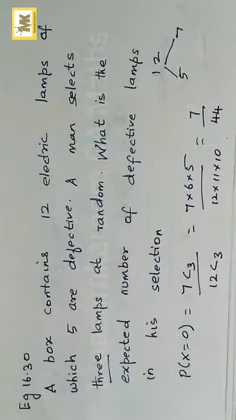 MK
Eg 16.30
A box contains 12 electric lamps of
which 5 are defective. A man selects
three lamps at random. What is the
expected number of defective lamps
in his selection
12
5 7
P(x=0) = 7C3 / 12C3 = 7×6×5 / 12×11×10 = 7 / 44